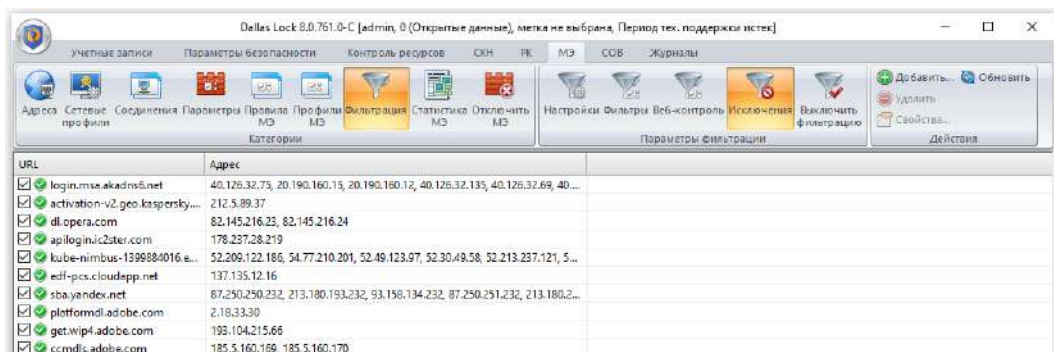 Dallas Lock 8.0.761.0-C [admin, 0 (Открытые данные), метка не выбрана, Период тех. поддержки истек]
Учетные записи Параметры безопасности Контроль ресурсов СКН РК МЭ СОВ Журналы
Адреса Сетевые профили Соединения Параметры Правила МЭ Профили МЭ Фильтрация Статистика МЭ Отключить МЭ
Категории
Настройки Фильтры Веб-контроль Исключения Выключить фильтрацию
Параметры фильтрации
Добавить... Обновить
Удалить
Свойства...
Действия
URL Адрес
login.msa.akadns6.net 40.126.32.75, 20.190.160.15, 20.190.160.12, 40.126.32.135, 40.126.32.69, 40....
activation-v2.geo.kaspersky.... 212.5.89.37
dl.opera.com 82.145.216.23, 82.145.216.24
apilogin.ic2ster.com 178.237.28.219
kube-nimbus-1399884016.e... 52.209.122.186, 54.77.210.201, 52.49.123.97, 52.30.49.58, 52.213.237.121, 5...
edf-pcs.cloudapp.net 137.135.12.16
sba.yandex.net 87.250.250.232, 213.180.193.232, 93.158.134.232, 87.250.251.232, 213.180.2...
platformdl.adobe.com 2.18.33.30
get.wip4.adobe.com 193.104.215.66
ccmdls.adobe.com 185.5.160.169, 185.5.160.170